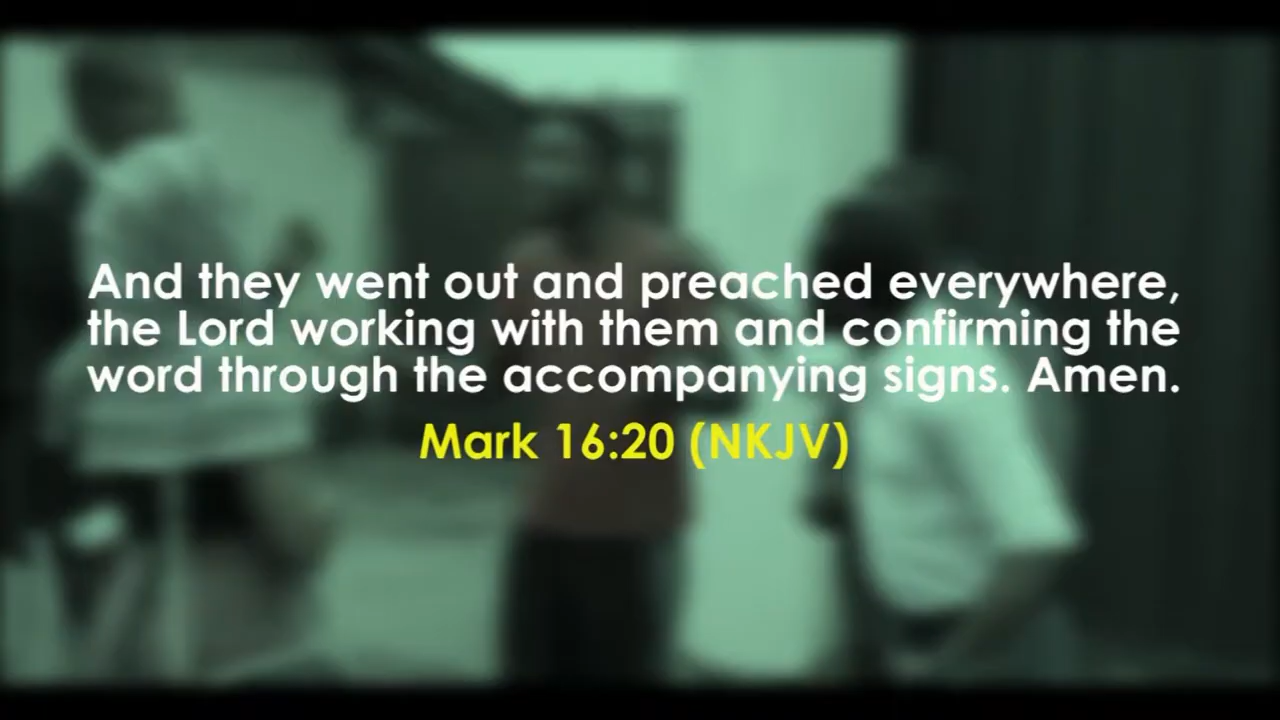 And they went out and preached everywhere,
the Lord working with them and confirming the
word through the accompanying signs. Amen.
Mark 16:20 (NKJV)